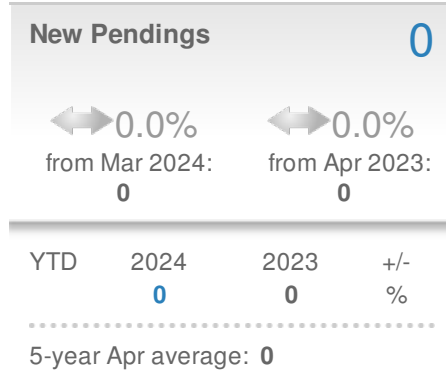 New Pendings 0
0.0% 0.0%
from Mar 2024: from Apr 2023:
0 0
YTD 2024 2023 +/-
0 0 %
5-year Apr average: 0